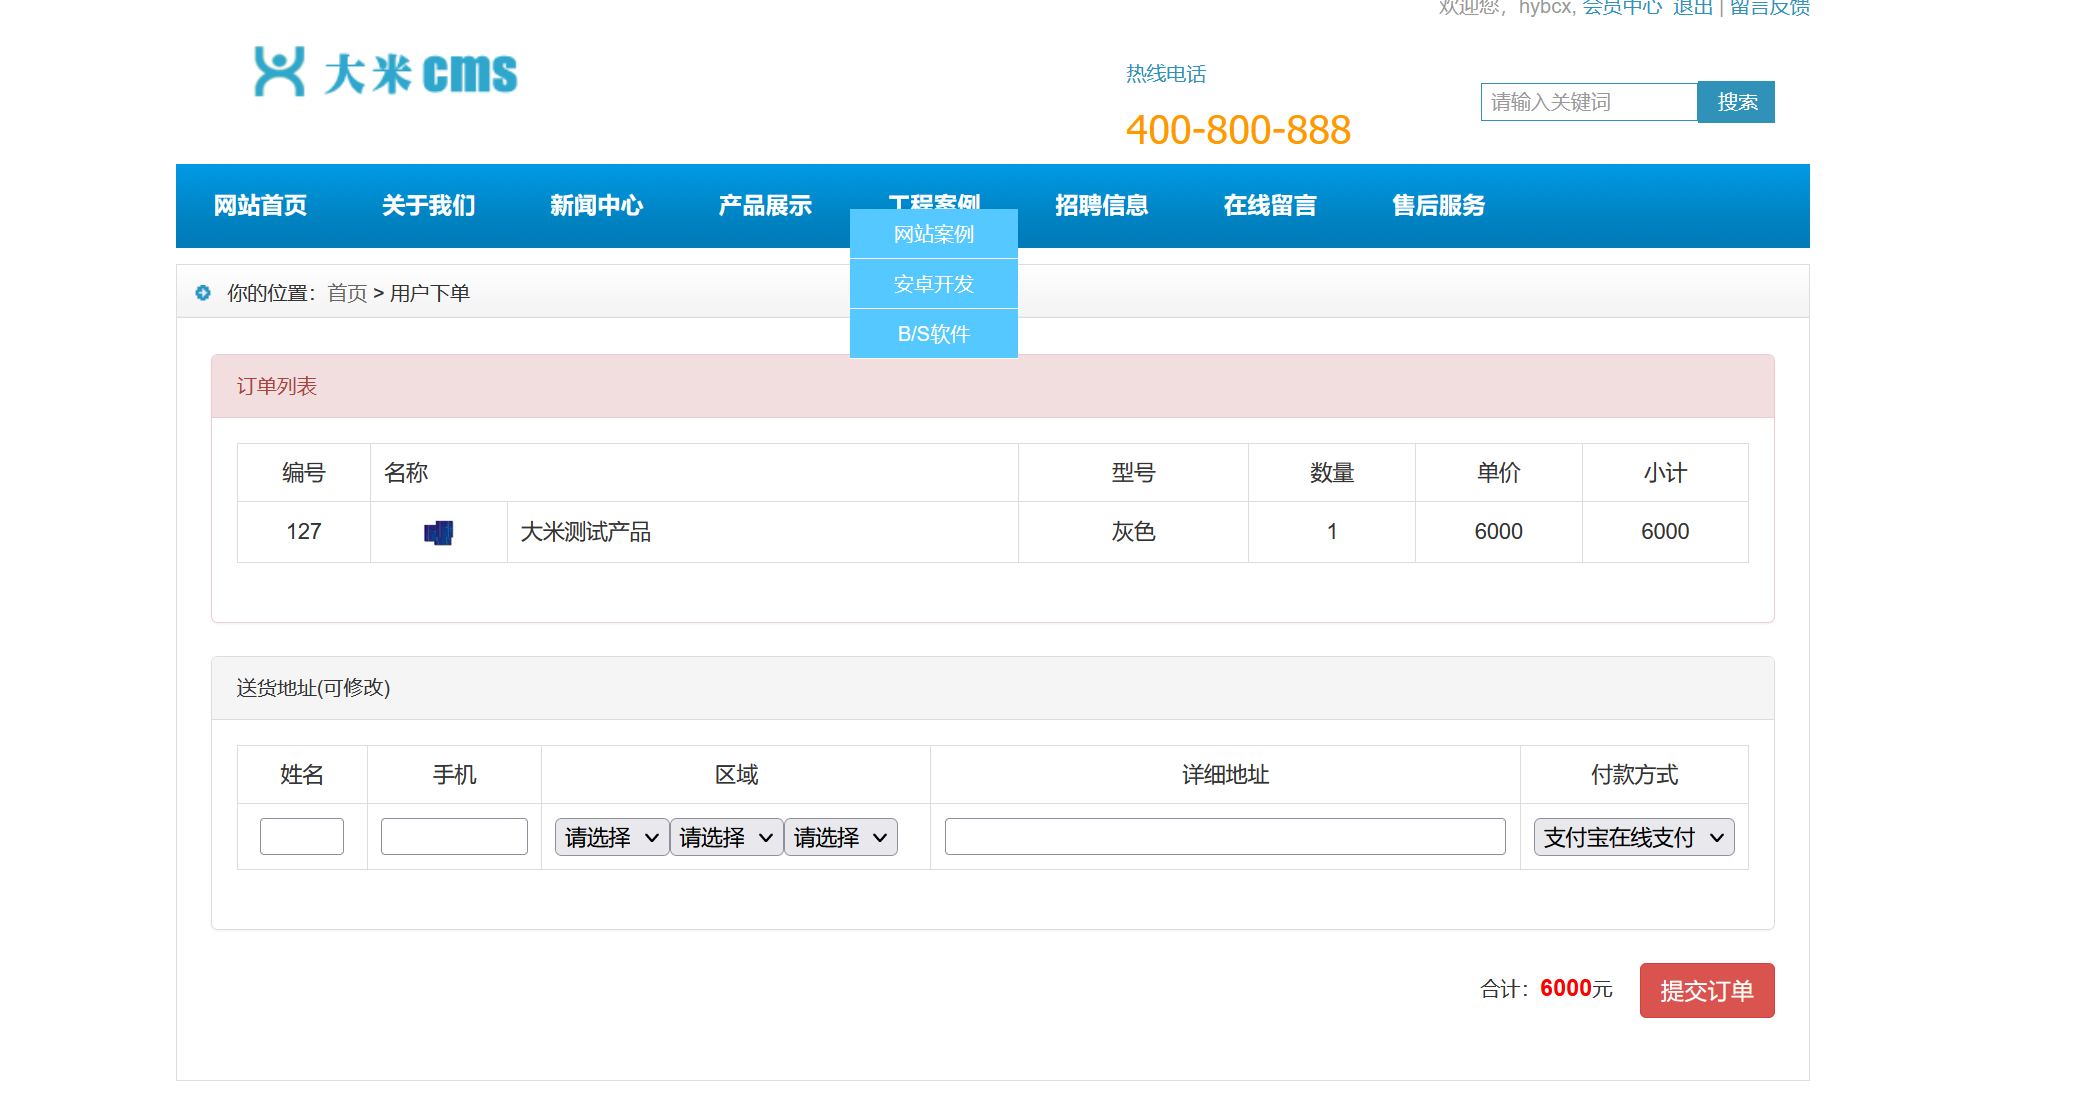 欢迎您，hybcx, 会员中心 退出 | 留言反馈
大米cms
热线电话
400-800-888
请输入关键词 搜索
网站首页 关于我们 新闻中心 产品展示 工程案例 招聘信息 在线留言 售后服务
网站案例
安卓开发
B/S软件
你的位置：首页 > 用户下单
订单列表
编号 名称 型号 数量 单价 小计
127 大米测试产品 灰色 1 6000 6000
送货地址(可修改)
姓名 手机 区域 详细地址 付款方式
请选择 请选择 请选择 支付宝在线支付
合计：6000元 提交订单